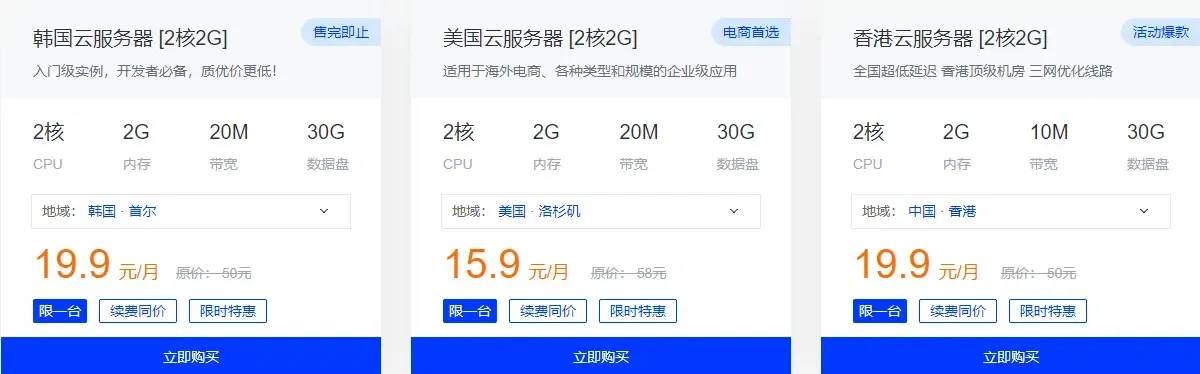 韩国云服务器 [2核2G]
售完即止
入门级实例，开发者必备，质优价更低！
2核 2G 20M 30G
CPU 内存 带宽 数据盘
地域： 韩国 · 首尔
19.9 元/月 原价： 50元
限一台 续费同价 限时特惠
立即购买
美国云服务器 [2核2G]
电商首选
适用于海外电商、各种类型和规模的企业级应用
2核 2G 20M 30G
CPU 内存 带宽 数据盘
地域： 美国 · 洛杉矶
15.9 元/月 原价： 58元
限一台 续费同价 限时特惠
立即购买
香港云服务器 [2核2G]
活动爆款
全国超低延迟 香港顶级机房 三网优化线路
2核 2G 10M 30G
CPU 内存 带宽 数据盘
地域： 中国 · 香港
19.9 元/月 原价： 50元
限一台 续费同价 限时特惠
立即购买